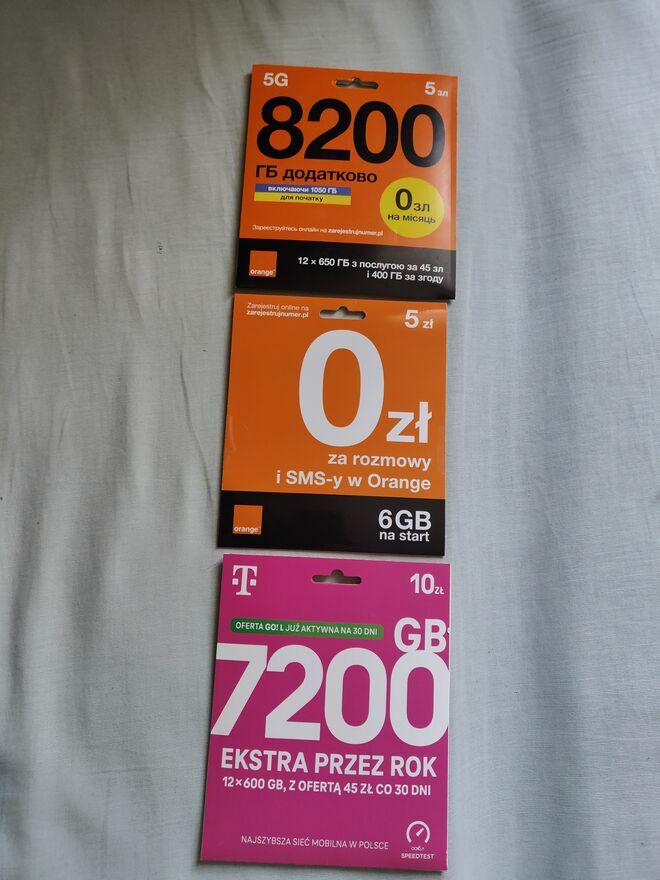 5G
5 зл
8200
ГБ додатково
включаючи 1050 ГБ
для початку
0 зл
на місяць
Зареєструйтесь онлайн на zarejestrujnumer.pl
12 × 650 ГБ з послугою за 45 зл
і 400 ГБ за згоду
orange
Zarejestruj online na
zarejestrujnumer.pl
5 zł
0 zł
za rozmowy
i SMS-y w Orange
orange
6 GB
na start
T
10 ZŁ
OFERTA GO! L JUŻ AKTYWNA NA 30 DNI
GB
7200
EKSTRA PRZEZ ROK
12 × 600 GB, Z OFERTĄ 45 ZŁ CO 30 DNI
NAJSZYBSZA SIEĆ MOBILNA W POLSCE
SPEEDTEST